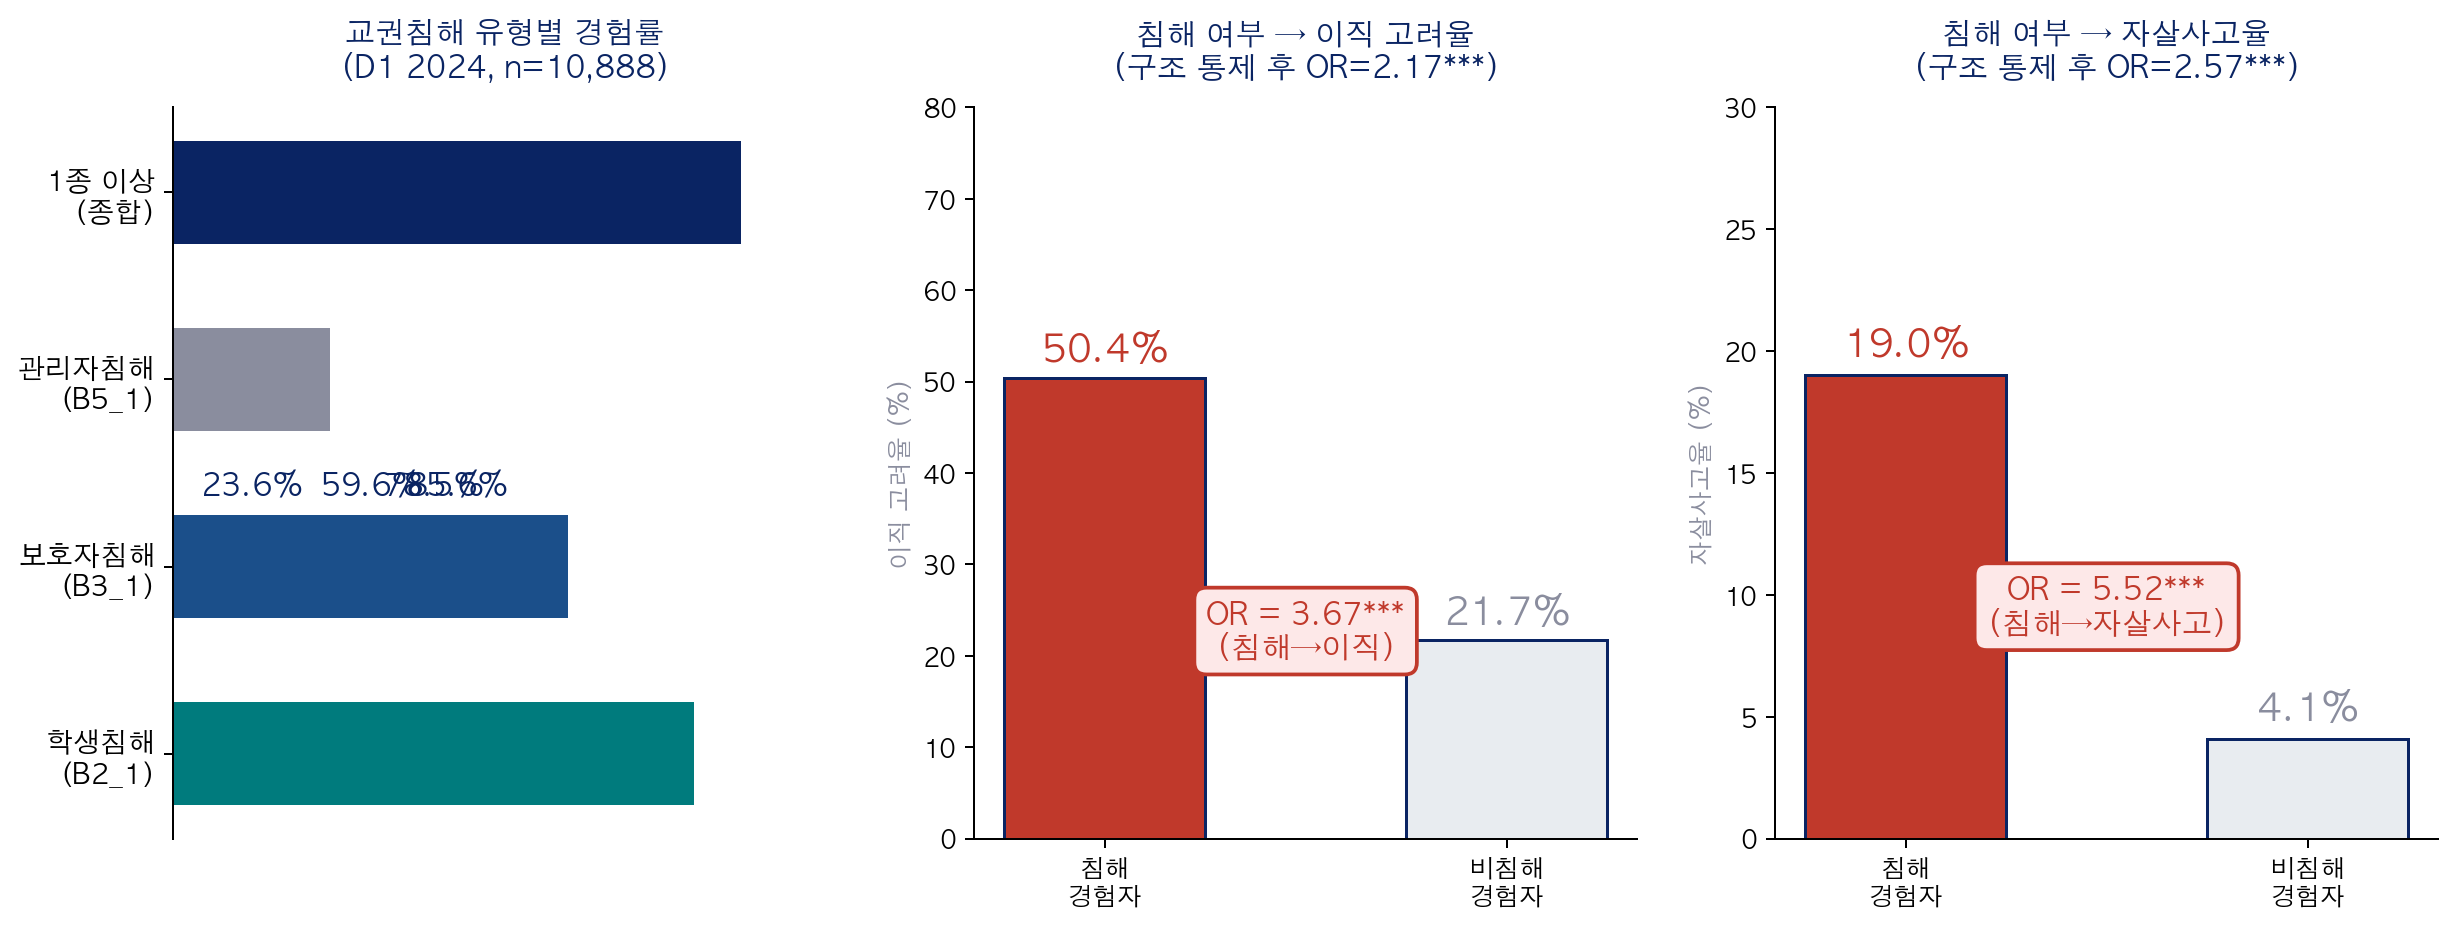 교권침해 유형별 경험률
(D1 2024, n=10,888)
1종 이상
(종합)
관리자침해
(B5_1)
23.6%
59.6%
78.5%
85.6%
보호자침해
(B3_1)
학생침해
(B2_1)
침해 여부 → 이직 고려율
(구조 통제 후 OR=2.17***)
80
70
60
50
40
30
20
10
0
이직 고려율 (%)
50.4%
OR = 3.67***
(침해→이직)
21.7%
침해
경험자
비침해
경험자
침해 여부 → 자살사고율
(구조 통제 후 OR=2.57***)
30
25
20
15
10
5
0
자살사고율 (%)
19.0%
OR = 5.52***
(침해→자살사고)
4.1%
침해
경험자
비침해
경험자